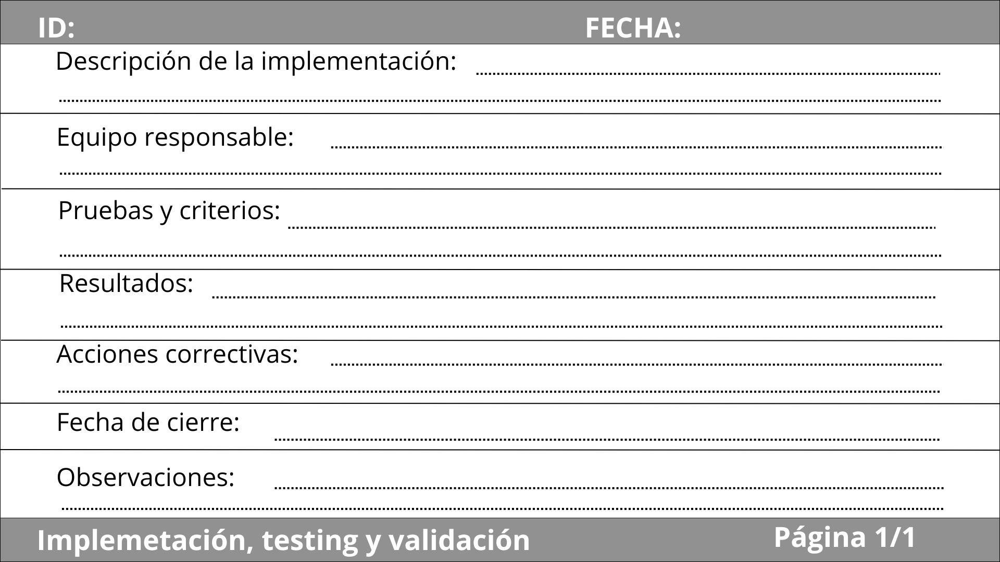 ID: FECHA:
Descripción de la implementación:
Equipo responsable:
Pruebas y criterios:
Resultados:
Acciones correctivas:
Fecha de cierre:
Observaciones:
Implemetación, testing y validación Página 1/1